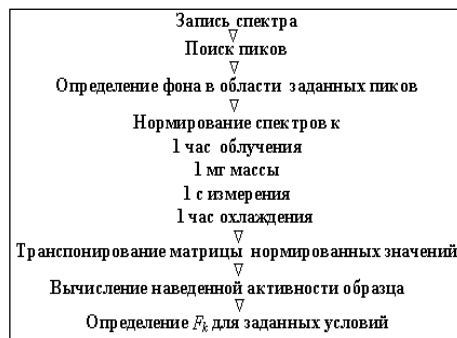 Запись спектра
Поиск пиков
Определение фона в области заданных пиков
Нормирование спектров к
1 час облучения
1 мг массы
1 с измерения
1 час охлаждения
Транспонирование матрицы нормированных значений
Вычисление наведенной активности образца
Определение Fk для заданных условий